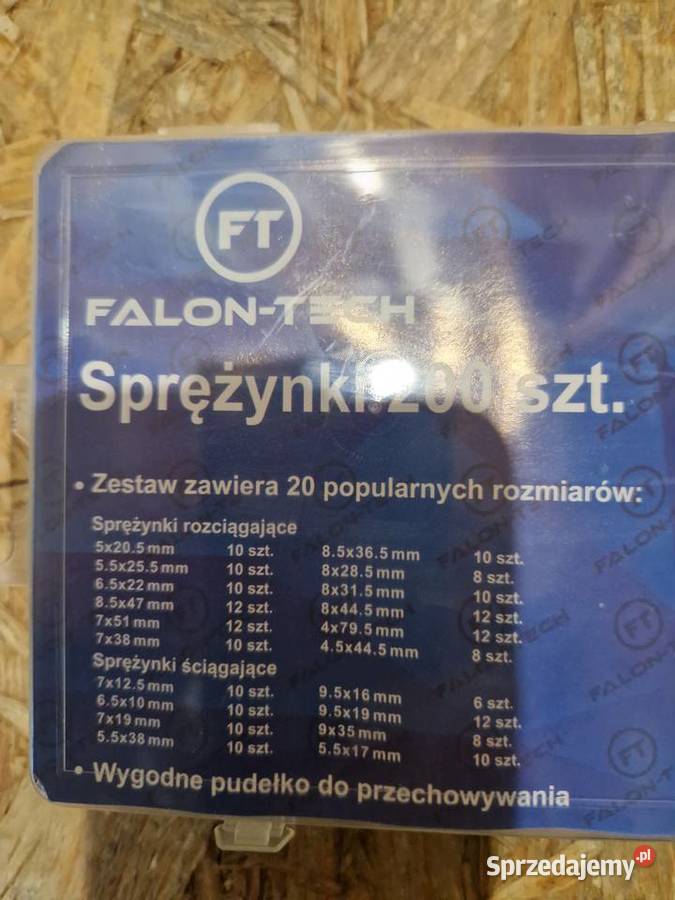 FT
FALON-TECH
Sprężynki 200 szt.
• Zestaw zawiera 20 popularnych rozmiarów:
Sprężynki rozciągające
5x20.5 mm 10 szt. 8.5x36.5 mm 10 szt.
5.5x25.5 mm 10 szt. 8x28.5 mm 8 szt.
6.5x22 mm 10 szt. 8x31.5 mm 10 szt.
8.5x47 mm 12 szt. 8x44.5 mm 12 szt.
7x51 mm 12 szt. 4x79.5 mm 12 szt.
7x38 mm 10 szt. 4.5x44.5 mm 8 szt.
Sprężynki ściągające
7x12.5 mm 10 szt. 9.5x16 mm 6 szt.
6.5x10 mm 10 szt. 9.5x19 mm 12 szt.
7x19 mm 10 szt. 9x35 mm 8 szt.
5.5x38 mm 10 szt. 5.5x17 mm 10 szt.
• Wygodne pudełko do przechowywania
FT
FALON-TECH
Sprzedajemy.pl